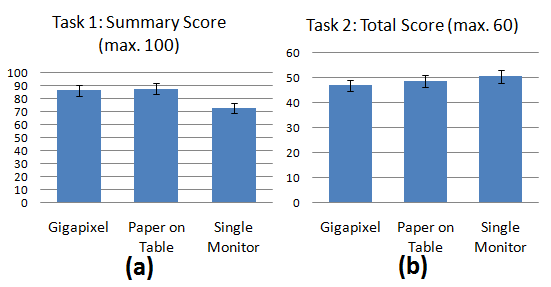 Task 1: Summary Score
(max. 100)
100
90
80
70
60
50
40
30
20
10
0
Gigapixel
Paper on
Table
Single
Monitor
(a)
Task 2: Total Score (max. 60)
60
50
40
30
20
10
0
Gigapixel
Paper on
Table
Single
Monitor
(b)